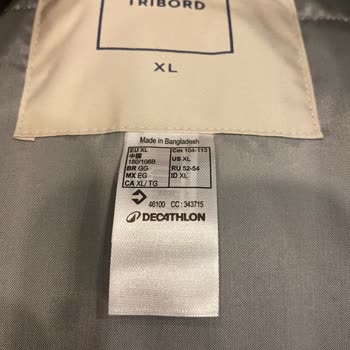 TRIBORD
XL
Made in Bangladesh
EU XL Cm 104-113
中国 US XL
180/106B
BR GG RU 52-54
MX EG ID XL
CA XL/TG
46100 CC : 343715
DECATHLON